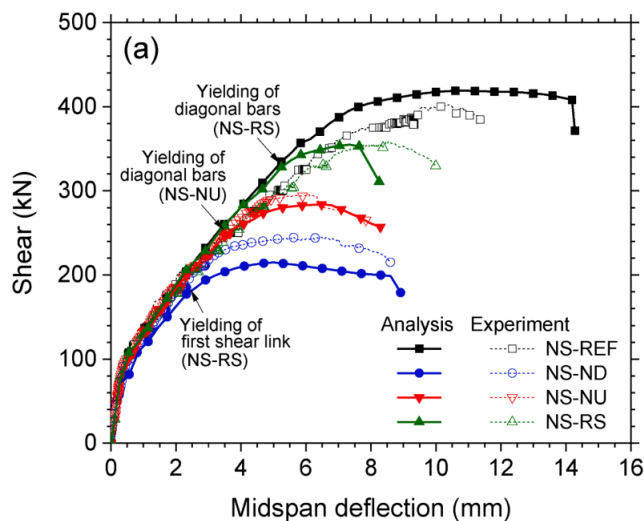 (a)
500
400
300
200
100
0
Shear (kN)
Yielding of
diagonal bars
(NS-RS)
Yielding of
diagonal bars
(NS-NU)
Yielding of
first shear link
(NS-RS)
Analysis Experiment
NS-REF
NS-ND
NS-NU
NS-RS
0 2 4 6 8 10 12 14 16
Midspan deflection (mm)